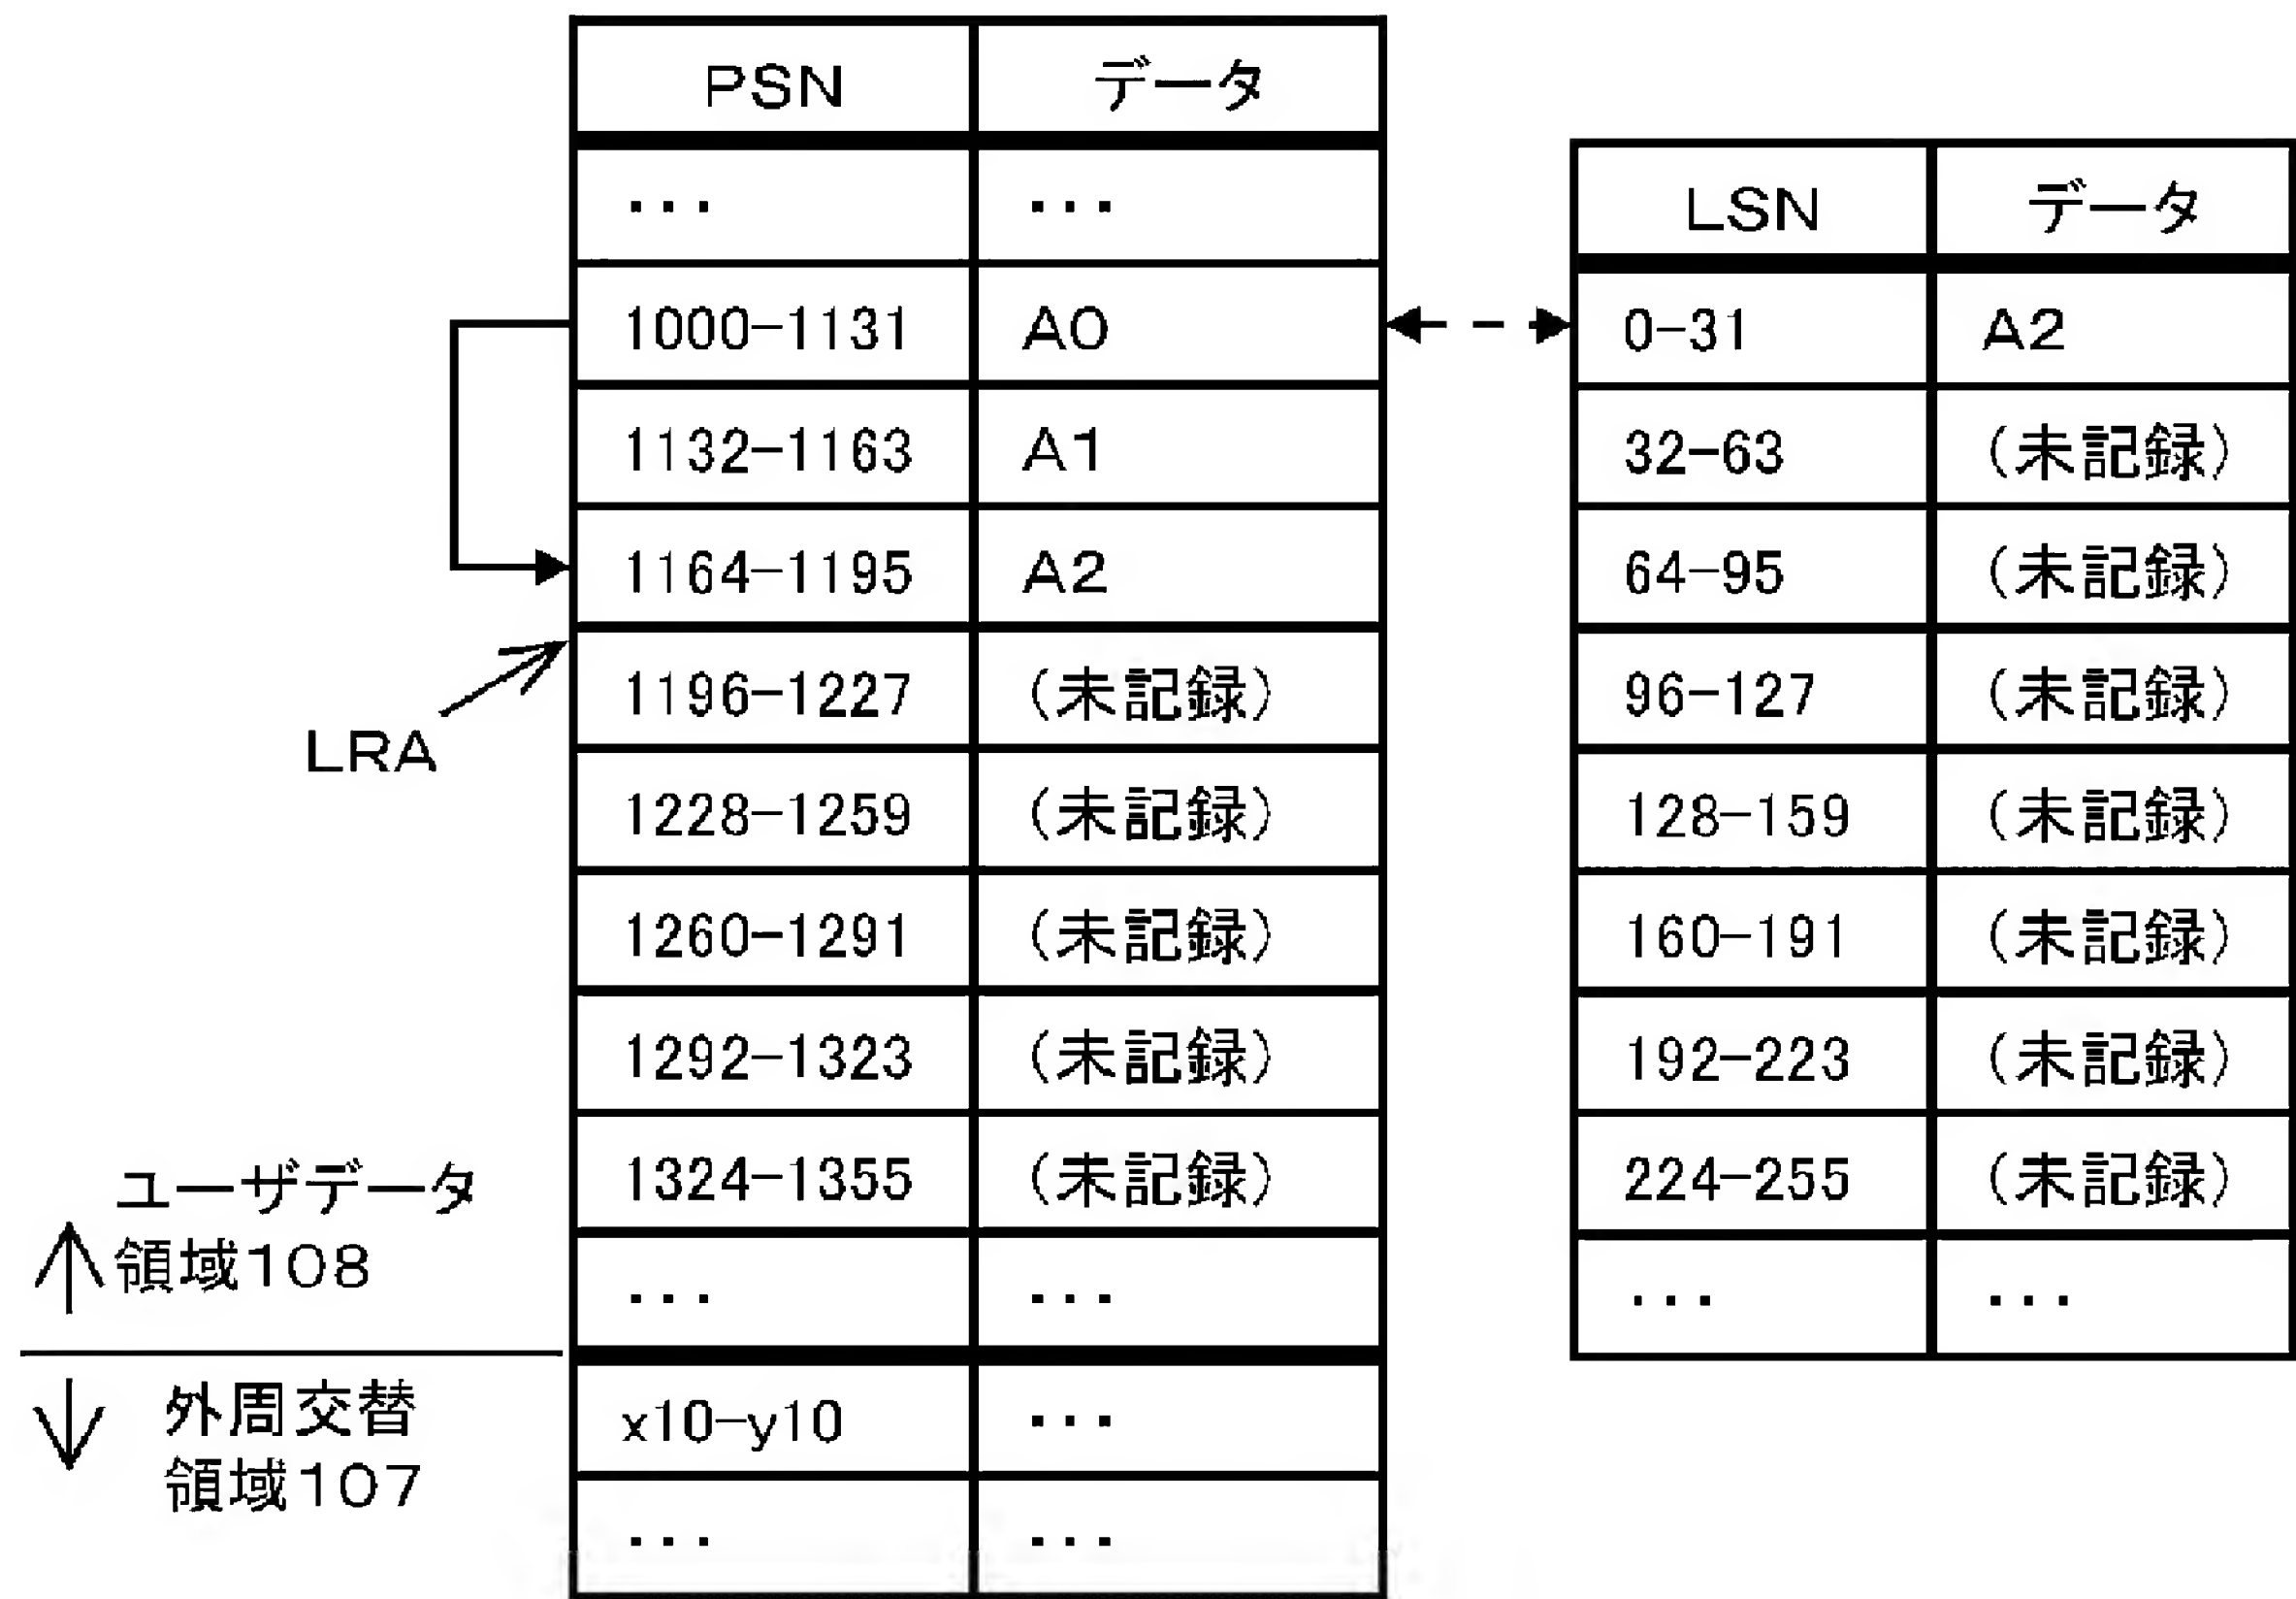 PSN データ
… …
1000-1131 A0
1132-1163 A1
1164-1195 A2
1196-1227 (未記録)
1228-1259 (未記録)
1260-1291 (未記録)
1292-1323 (未記録)
1324-1355 (未記録)
… …
x10-y10 …
… …
LRA
ユーザデータ
領域108
外周交替
領域107
LSN データ
0-31 A2
32-63 (未記録)
64-95 (未記録)
96-127 (未記録)
128-159 (未記録)
160-191 (未記録)
192-223 (未記録)
224-255 (未記録)
… …